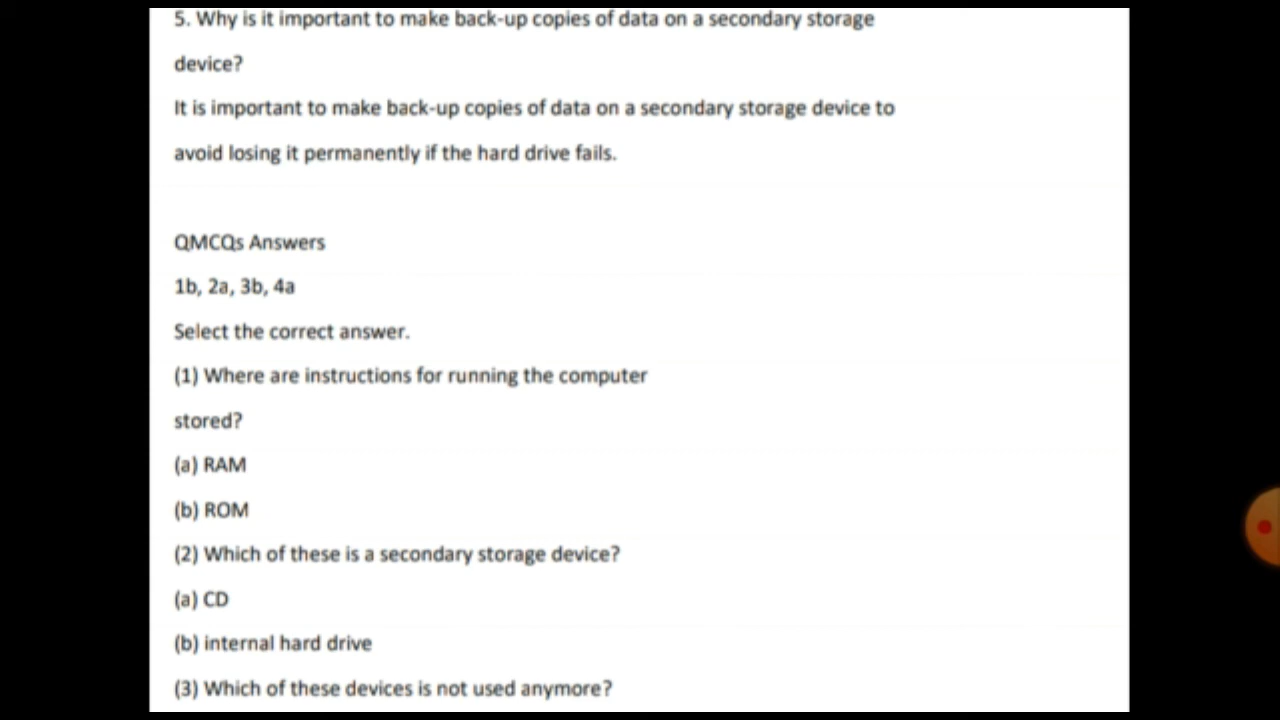 5. Why is it important to make back-up copies of data on a secondary storage
device?
It is important to make back-up copies of data on a secondary storage device to
avoid losing it permanently if the hard drive fails.
QMCQs Answers
1b, 2a, 3b, 4a
Select the correct answer.
(1) Where are instructions for running the computer
stored?
(a) RAM
(b) ROM
(2) Which of these is a secondary storage device?
(a) CD
(b) internal hard drive
(3) Which of these devices is not used anymore?